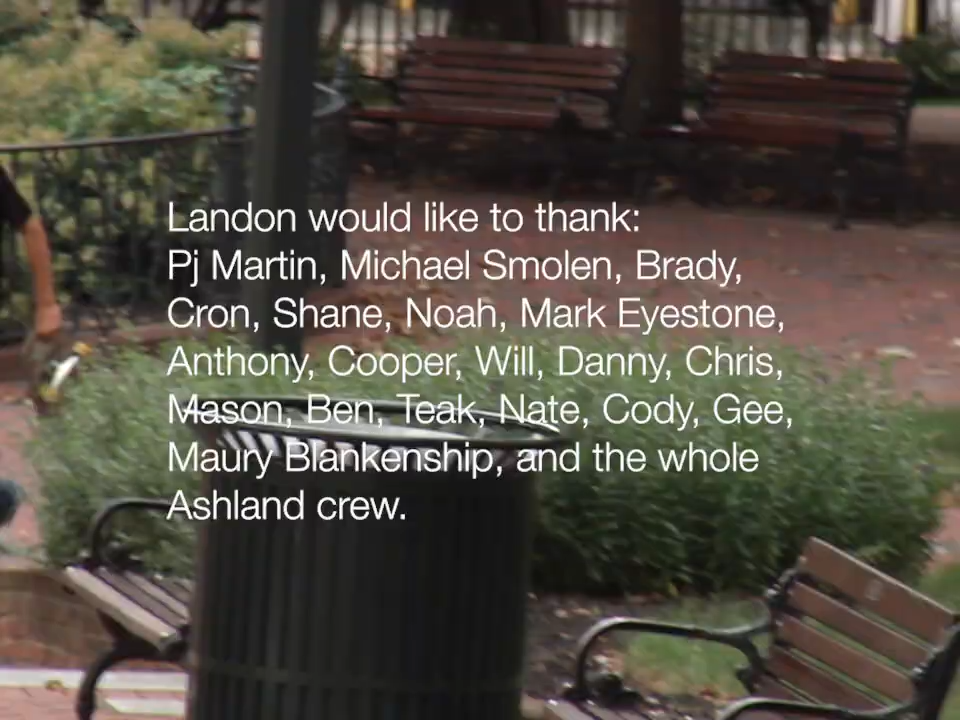 Landon would like to thank:
Pj Martin, Michael Smolen, Brady,
Cron, Shane, Noah, Mark Eyestone,
Anthony, Cooper, Will, Danny, Chris,
Mason, Ben, Teak, Nate, Cody, Gee,
Maury Blankenship, and the whole
Ashland crew.